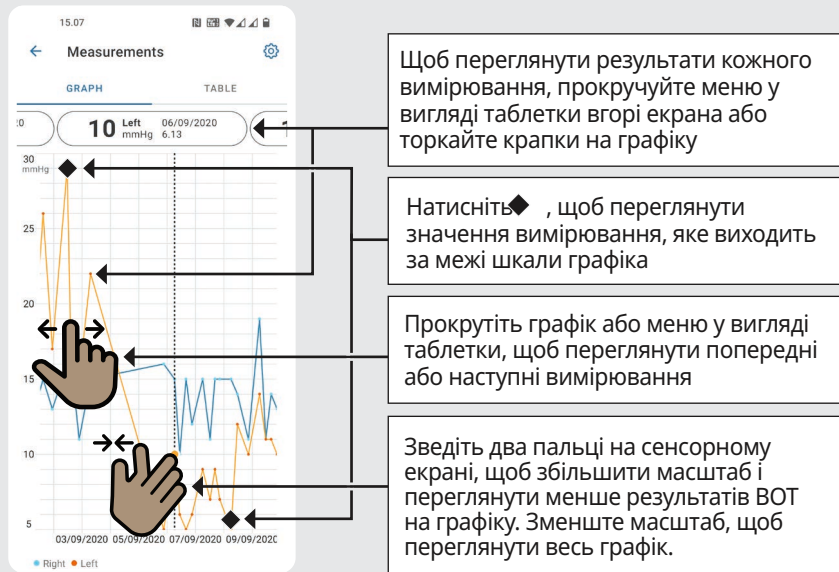 15.07
Measurements
GRAPH TABLE
10 Left mmHg 06/09/2020 6.13
30
mmHg
25
20
15
10
5
03/09/2020 05/09/2020 07/09/2020 09/09/2020
Right Left
Щоб переглянути результати кожного
вимірювання, прокручуйте меню у
вигляді таблетки вгорі екрана або
торкайте крапки на графіку
Натисніть◆ , щоб переглянути
значення вимірювання, яке виходить
за межі шкали графіка
Прокрутіть графік або меню у вигляді
таблетки, щоб переглянути попередні
або наступні вимірювання
Зведіть два пальці на сенсорному
екрані, щоб збільшити масштаб і
переглянути менше результатів ВОТ
на графіку. Зменште масштаб, щоб
переглянути весь графік.